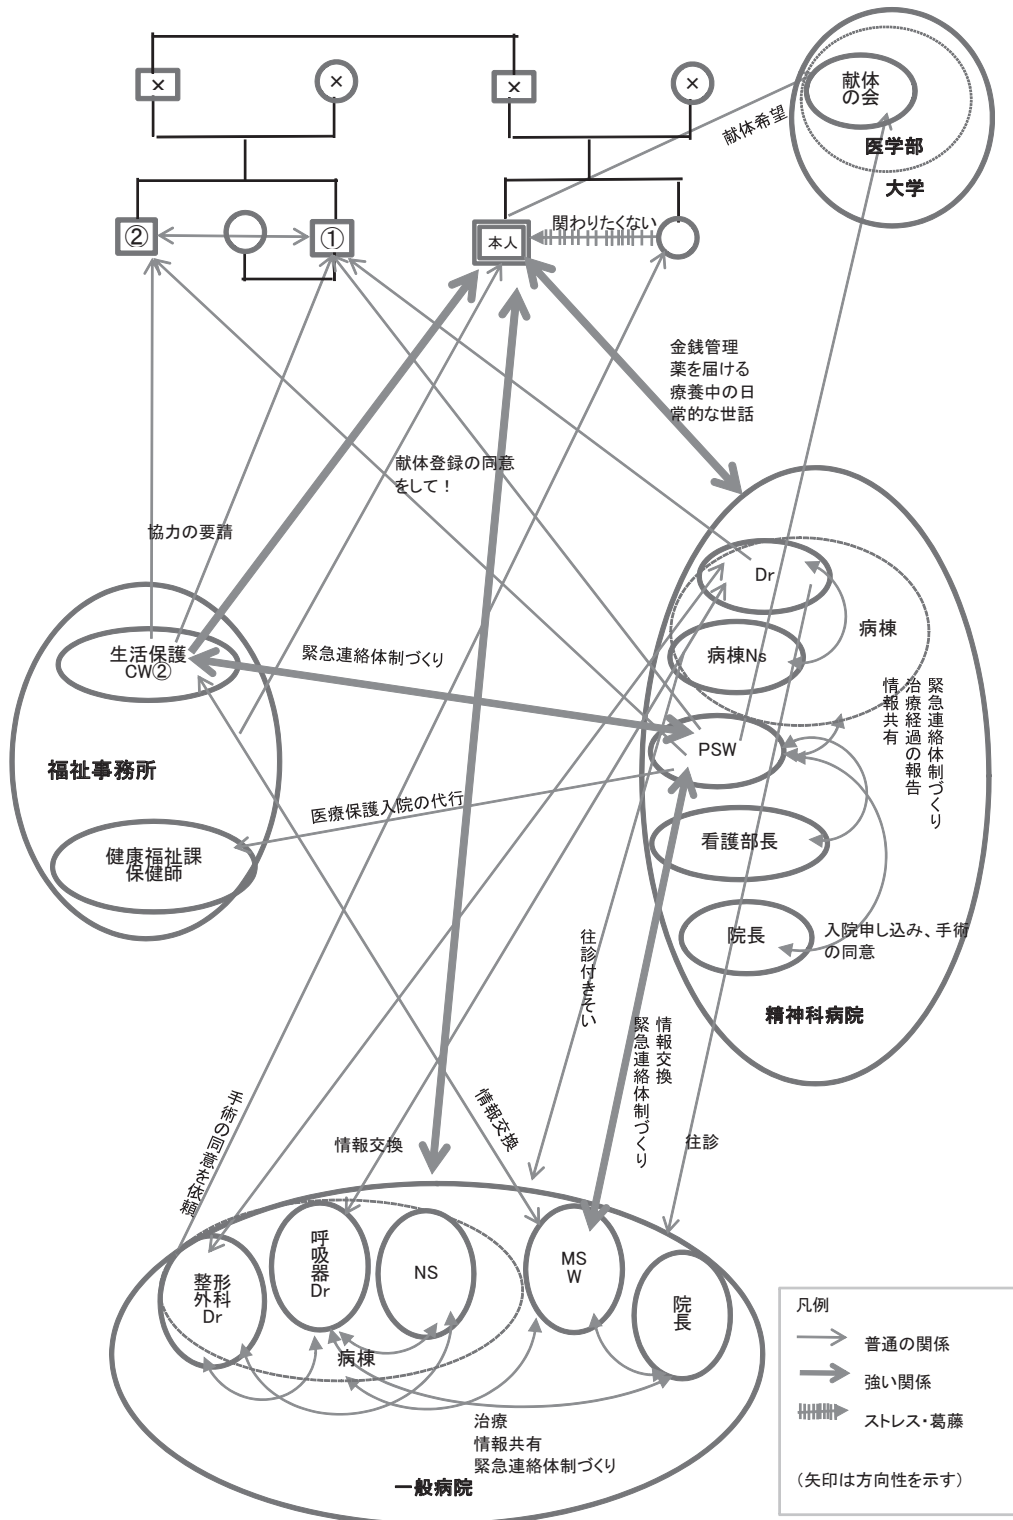 ×
×
×
×
献体
の会
医学部
大学
献体希望
②
①
本人
関わりたくない
金銭管理
薬を届ける
療養中の日
常的な世話
献体登録の同意
をして！
協力の要請
生活保護
CW②
福祉事務所
健康福祉課
保健師
緊急連絡体制づくり
医療保護入院の代行
Dr
病棟Ns
病棟
PSW
緊急連絡体制づくり
治療経過の報告
情報共有
看護部長
院長
入院申し込み、手術
の同意
精神科病院
往診付きそい
情報交換
緊急連絡体制づくり
往診
手術の同意を依頼
情報交換
情報交換
整形
外科
Dr
呼
吸
器
Dr
NS
MS
W
院
長
病棟
治療
情報共有
緊急連絡体制づくり
一般病院
凡例
普通の関係
強い関係
ストレス・葛藤
（矢印は方向性を示す）